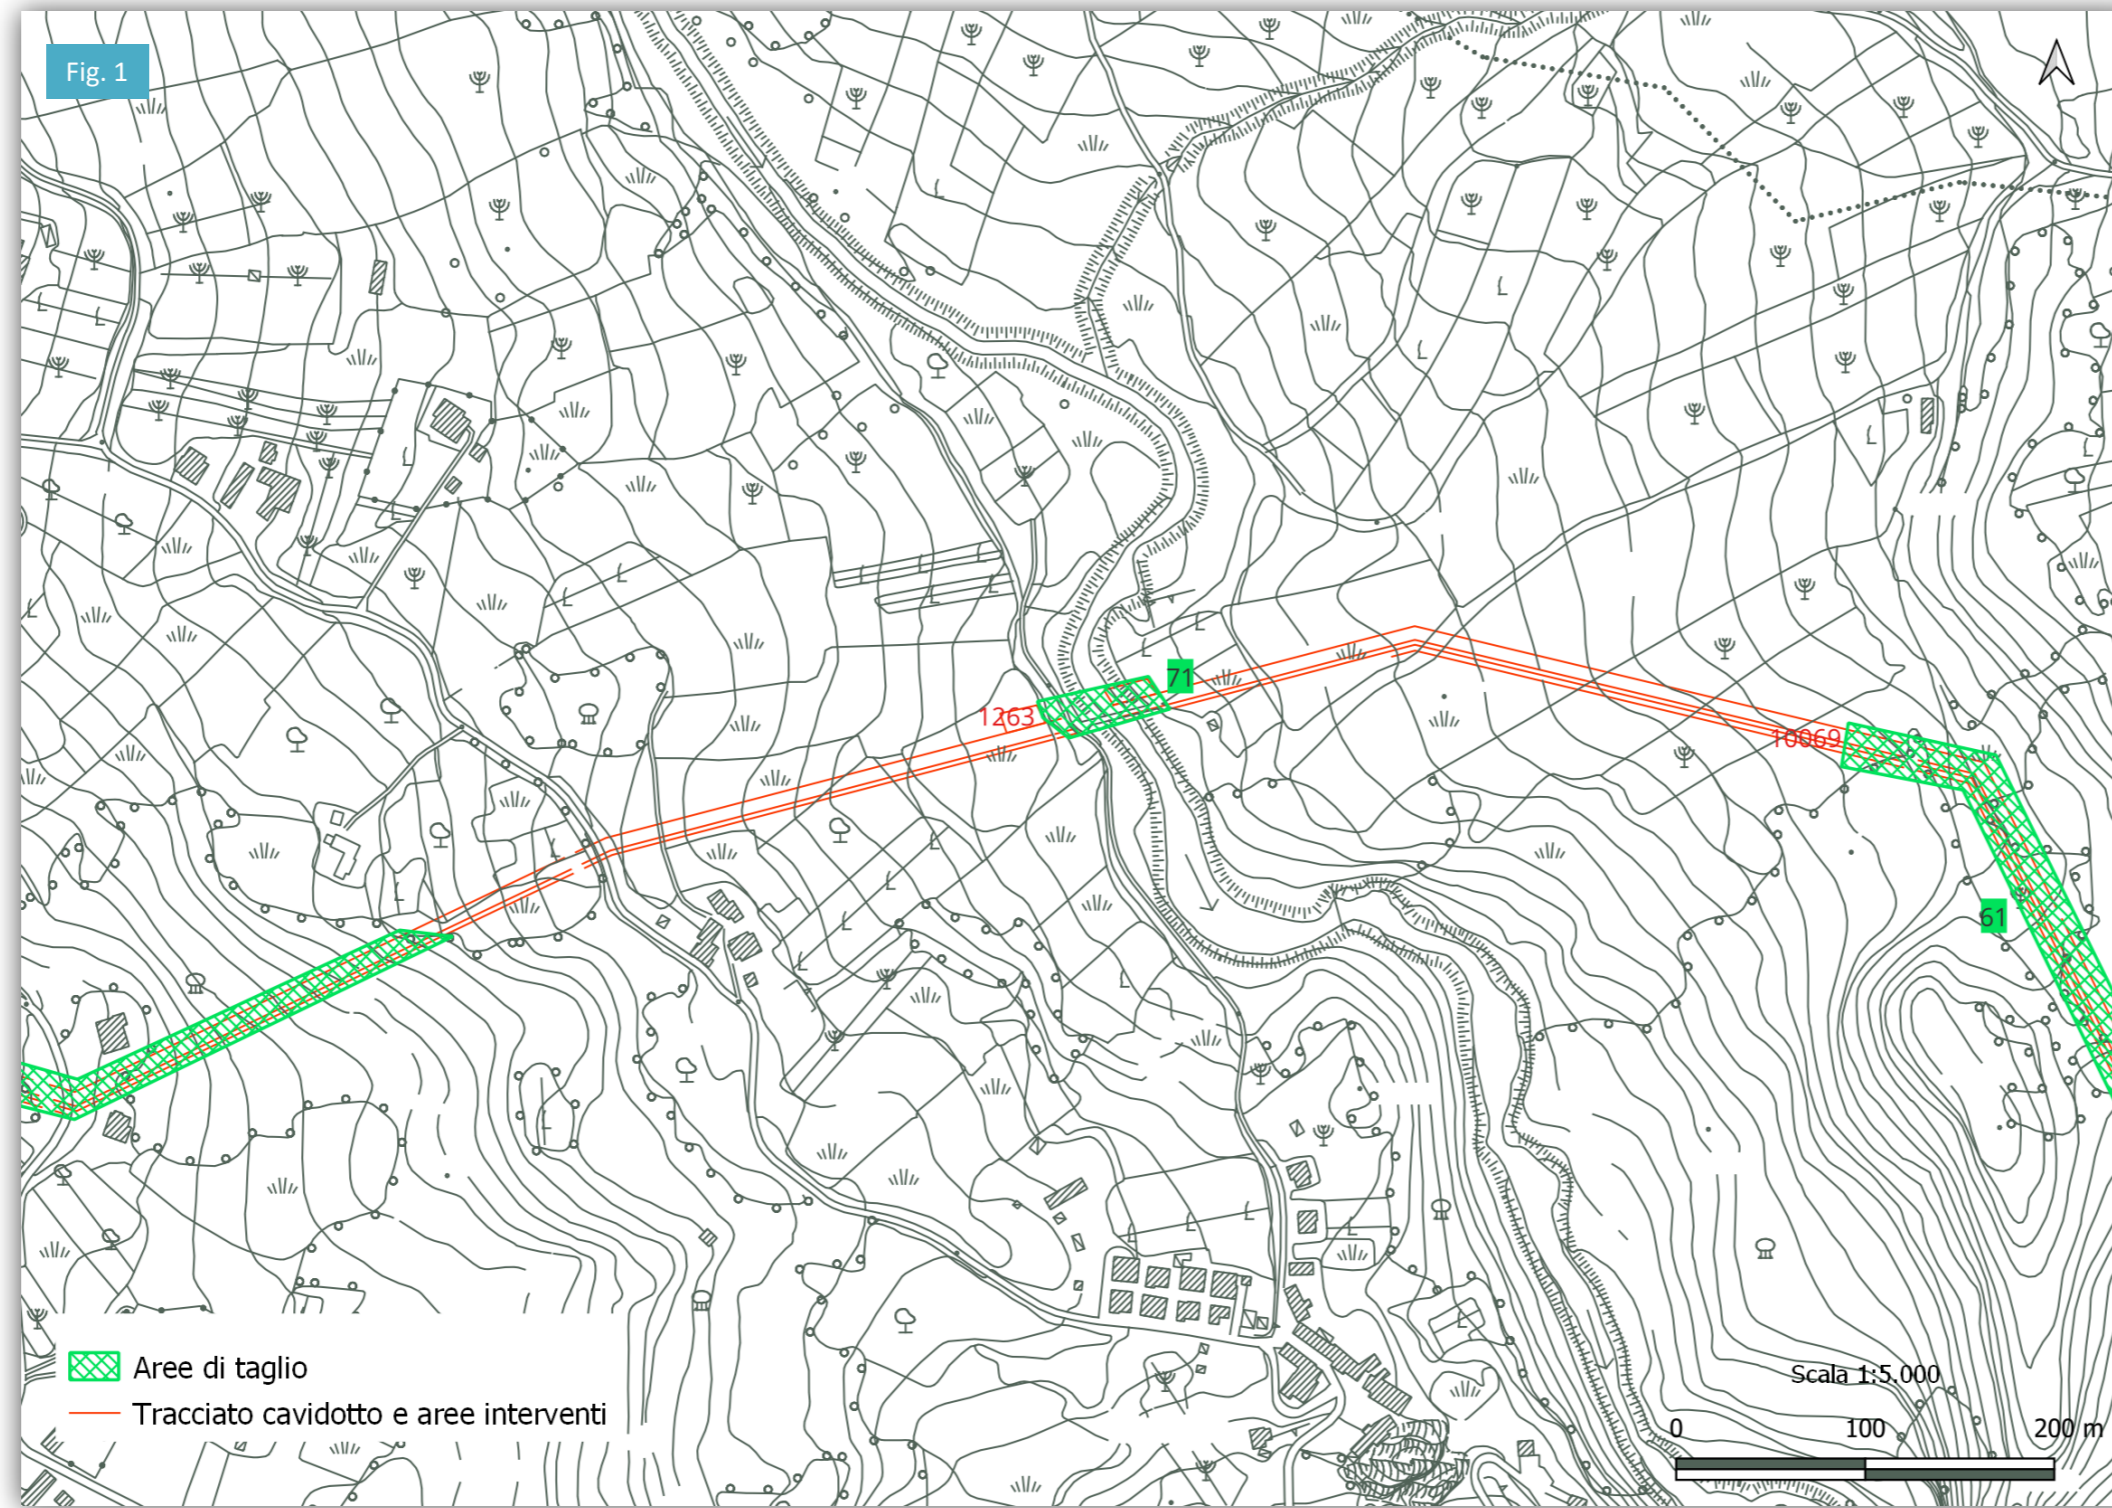 Fig. 1
71
1263
10069
61
Aree di taglio
Tracciato cavidotto e aree interventi
Scala 1:5.000
0 100 200 m